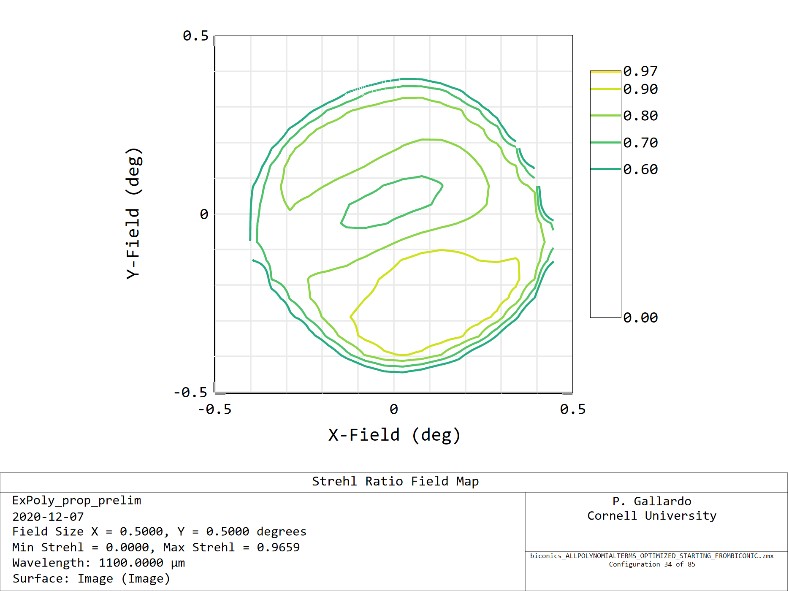 0.5
0
-0.5
-0.5
0
0.5
Y-Field (deg)
X-Field (deg)
0.97
0.90
0.80
0.70
0.60
0.00
Strehl Ratio Field Map
ExPoly_prop_prelim
2020-12-07
Field Size X = 0.5000, Y = 0.5000 degrees
Min Strehl = 0.0000, Max Strehl = 0.9659
Wavelength: 1100.0000 µm
Surface: Image (Image)
P. Gallardo
Cornell University
biconics_ALLPOLYNOMIALTERMS_OPTIMIZED_STARTING_FROMBICONIC.zmx
Configuration 34 of 85